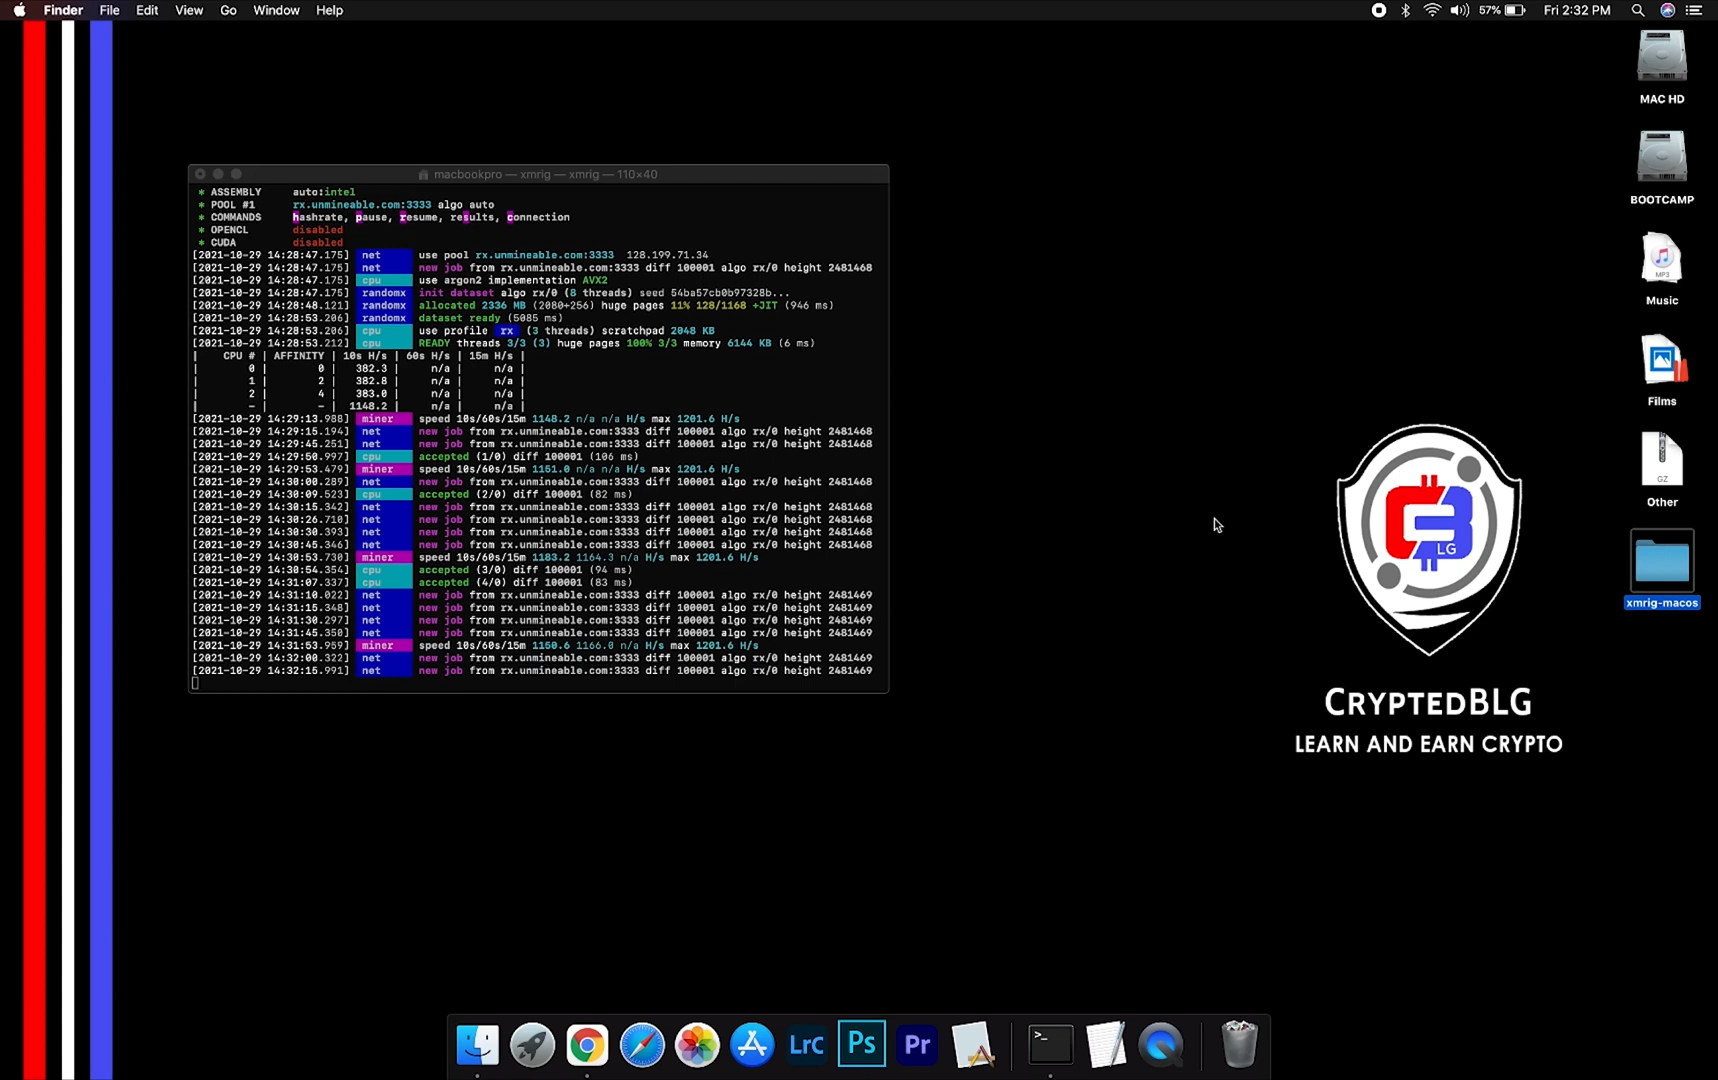 Finder File Edit View Go Window Help
57% Fri 2:32 PM
macbookpro — xmrig — xmrig — 110×40
* ASSEMBLY auto:intel
* POOL #1 rx.unmineable.com:3333 algo auto
* COMMANDS hashrate, pause, resume, results, connection
* OPENCL disabled
* CUDA disabled
[2021-10-29 14:28:47.175] net use pool rx.unmineable.com:3333 128.199.71.34
[2021-10-29 14:28:47.175] net new job from rx.unmineable.com:3333 diff 100001 algo rx/0 height 2481468
[2021-10-29 14:28:47.175] cpu use argon2 implementation AVX2
[2021-10-29 14:28:47.175] randomx init dataset algo rx/0 (8 threads) seed 54ba57cb0b97328b...
[2021-10-29 14:28:48.121] randomx allocated 2336 MB (2080+256) huge pages 11% 128/1168 +JIT (946 ms)
[2021-10-29 14:28:53.206] randomx dataset ready (5085 ms)
[2021-10-29 14:28:53.206] cpu use profile rx (3 threads) scratchpad 2048 KB
[2021-10-29 14:28:53.212] cpu READY threads 3/3 (3) huge pages 100% 3/3 memory 6144 KB (6 ms)
| CPU # | AFFINITY | 10s H/s | 60s H/s | 15m H/s |
| 0 | 0 | 382.3 | n/a | n/a |
| 1 | 2 | 382.8 | n/a | n/a |
| 2 | 4 | 383.0 | n/a | n/a |
| - | - | 1148.2 | n/a | n/a |
[2021-10-29 14:29:13.988] miner speed 10s/60s/15m 1148.2 n/a n/a H/s max 1201.6 H/s
[2021-10-29 14:29:15.194] net new job from rx.unmineable.com:3333 diff 100001 algo rx/0 height 2481468
[2021-10-29 14:29:45.251] net new job from rx.unmineable.com:3333 diff 100001 algo rx/0 height 2481468
[2021-10-29 14:29:50.997] cpu accepted (1/0) diff 100001 (106 ms)
[2021-10-29 14:29:53.479] miner speed 10s/60s/15m 1151.0 n/a n/a H/s max 1201.6 H/s
[2021-10-29 14:30:00.289] net new job from rx.unmineable.com:3333 diff 100001 algo rx/0 height 2481468
[2021-10-29 14:30:09.523] cpu accepted (2/0) diff 100001 (82 ms)
[2021-10-29 14:30:15.342] net new job from rx.unmineable.com:3333 diff 100001 algo rx/0 height 2481468
[2021-10-29 14:30:26.710] net new job from rx.unmineable.com:3333 diff 100001 algo rx/0 height 2481468
[2021-10-29 14:30:30.393] net new job from rx.unmineable.com:3333 diff 100001 algo rx/0 height 2481468
[2021-10-29 14:30:45.346] net new job from rx.unmineable.com:3333 diff 100001 algo rx/0 height 2481468
[2021-10-29 14:30:53.730] miner speed 10s/60s/15m 1183.2 1164.3 n/a H/s max 1201.6 H/s
[2021-10-29 14:30:54.354] cpu accepted (3/0) diff 100001 (94 ms)
[2021-10-29 14:31:07.337] cpu accepted (4/0) diff 100001 (83 ms)
[2021-10-29 14:31:10.022] net new job from rx.unmineable.com:3333 diff 100001 algo rx/0 height 2481469
[2021-10-29 14:31:15.348] net new job from rx.unmineable.com:3333 diff 100001 algo rx/0 height 2481469
[2021-10-29 14:31:30.297] net new job from rx.unmineable.com:3333 diff 100001 algo rx/0 height 2481469
[2021-10-29 14:31:45.350] net new job from rx.unmineable.com:3333 diff 100001 algo rx/0 height 2481469
[2021-10-29 14:31:53.959] miner speed 10s/60s/15m 1150.6 1166.0 n/a H/s max 1201.6 H/s
[2021-10-29 14:32:00.322] net new job from rx.unmineable.com:3333 diff 100001 algo rx/0 height 2481469
[2021-10-29 14:32:15.991] net new job from rx.unmineable.com:3333 diff 100001 algo rx/0 height 2481469
MAC HD
BOOTCAMP
MP3
Music
Films
GZ
Other
xmrig-macos
CB
LG
CRYPTEDBLG
LEARN AND EARN CRYPTO
LrC Ps Pr >_